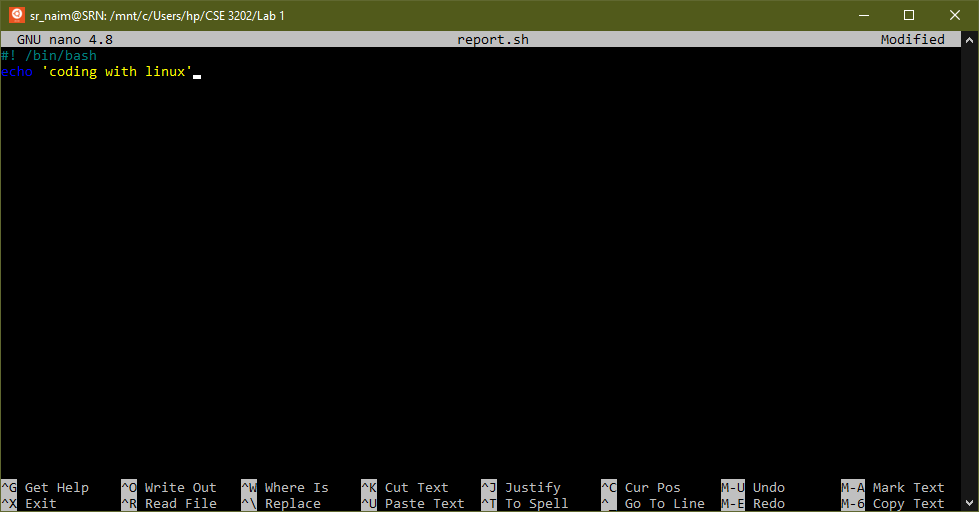 sr_naim@SRN: /mnt/c/Users/hp/CSE 3202/Lab 1
GNU nano 4.8 report.sh Modified
#! /bin/bash
echo 'coding with linux'
^G Get Help ^O Write Out ^W Where Is ^K Cut Text ^J Justify ^C Cur Pos M-U Undo M-A Mark Text
^X Exit ^R Read File ^\ Replace ^U Paste Text ^T To Spell ^_ Go To Line M-E Redo M-6 Copy Text